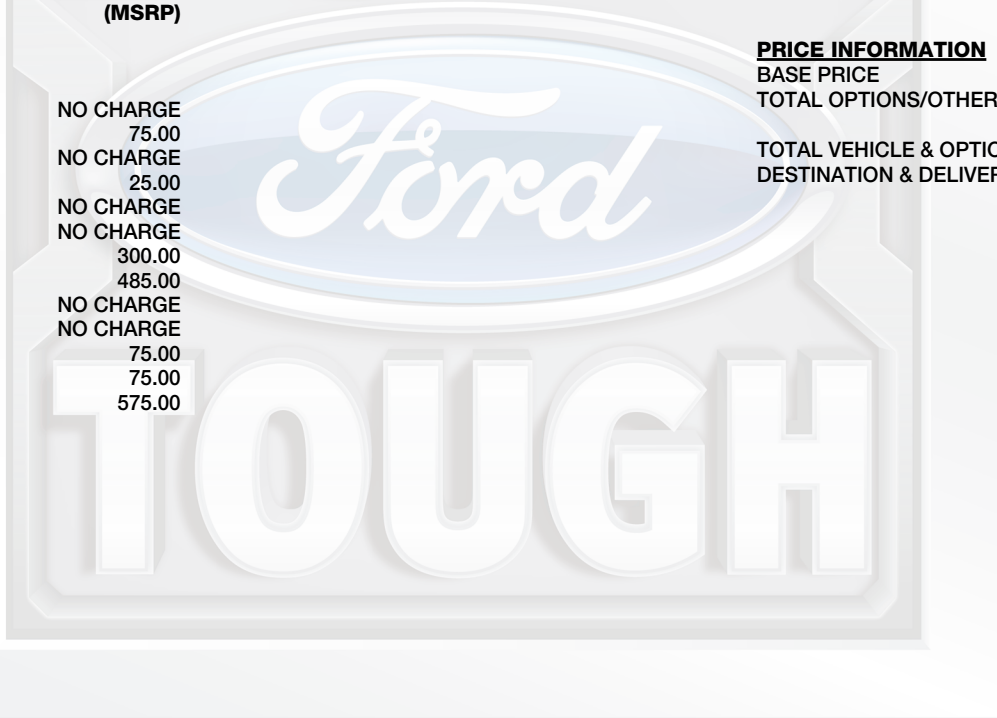 (MSRP)
NO CHARGE
75.00
NO CHARGE
25.00
NO CHARGE
NO CHARGE
300.00
485.00
NO CHARGE
NO CHARGE
75.00
75.00
575.00
PRICE INFORMATION
BASE PRICE
TOTAL OPTIONS/OTHER
TOTAL VEHICLE & OPTIO
DESTINATION & DELIVER
Ford
TOUGH